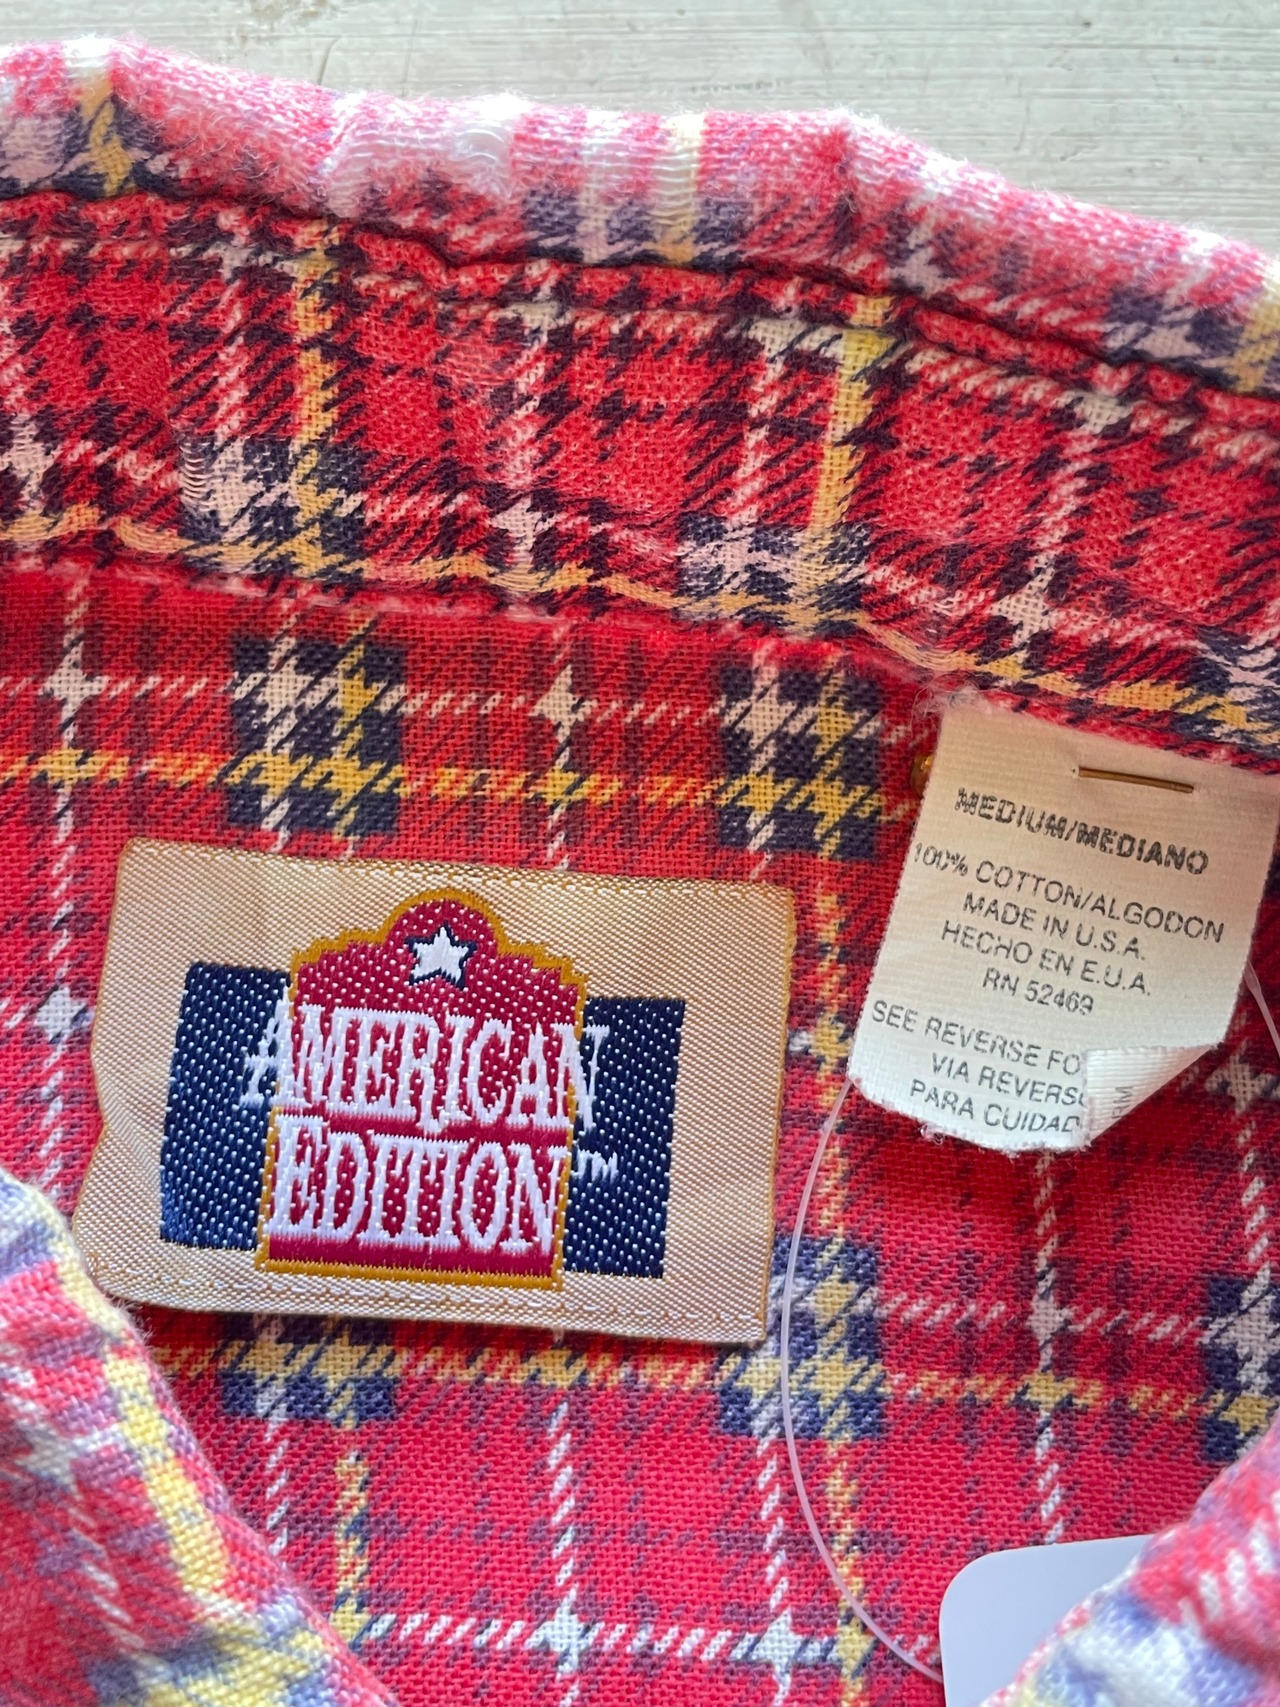 AMERICAN
EDITION™
MEDIUM/MEDIANO
100% COTTON/ALGODON
MADE IN U.S.A.
HECHO EN E.U.A.
RN 52469
SEE REVERSE FO
VIA REVERS
PARA CUIDAD